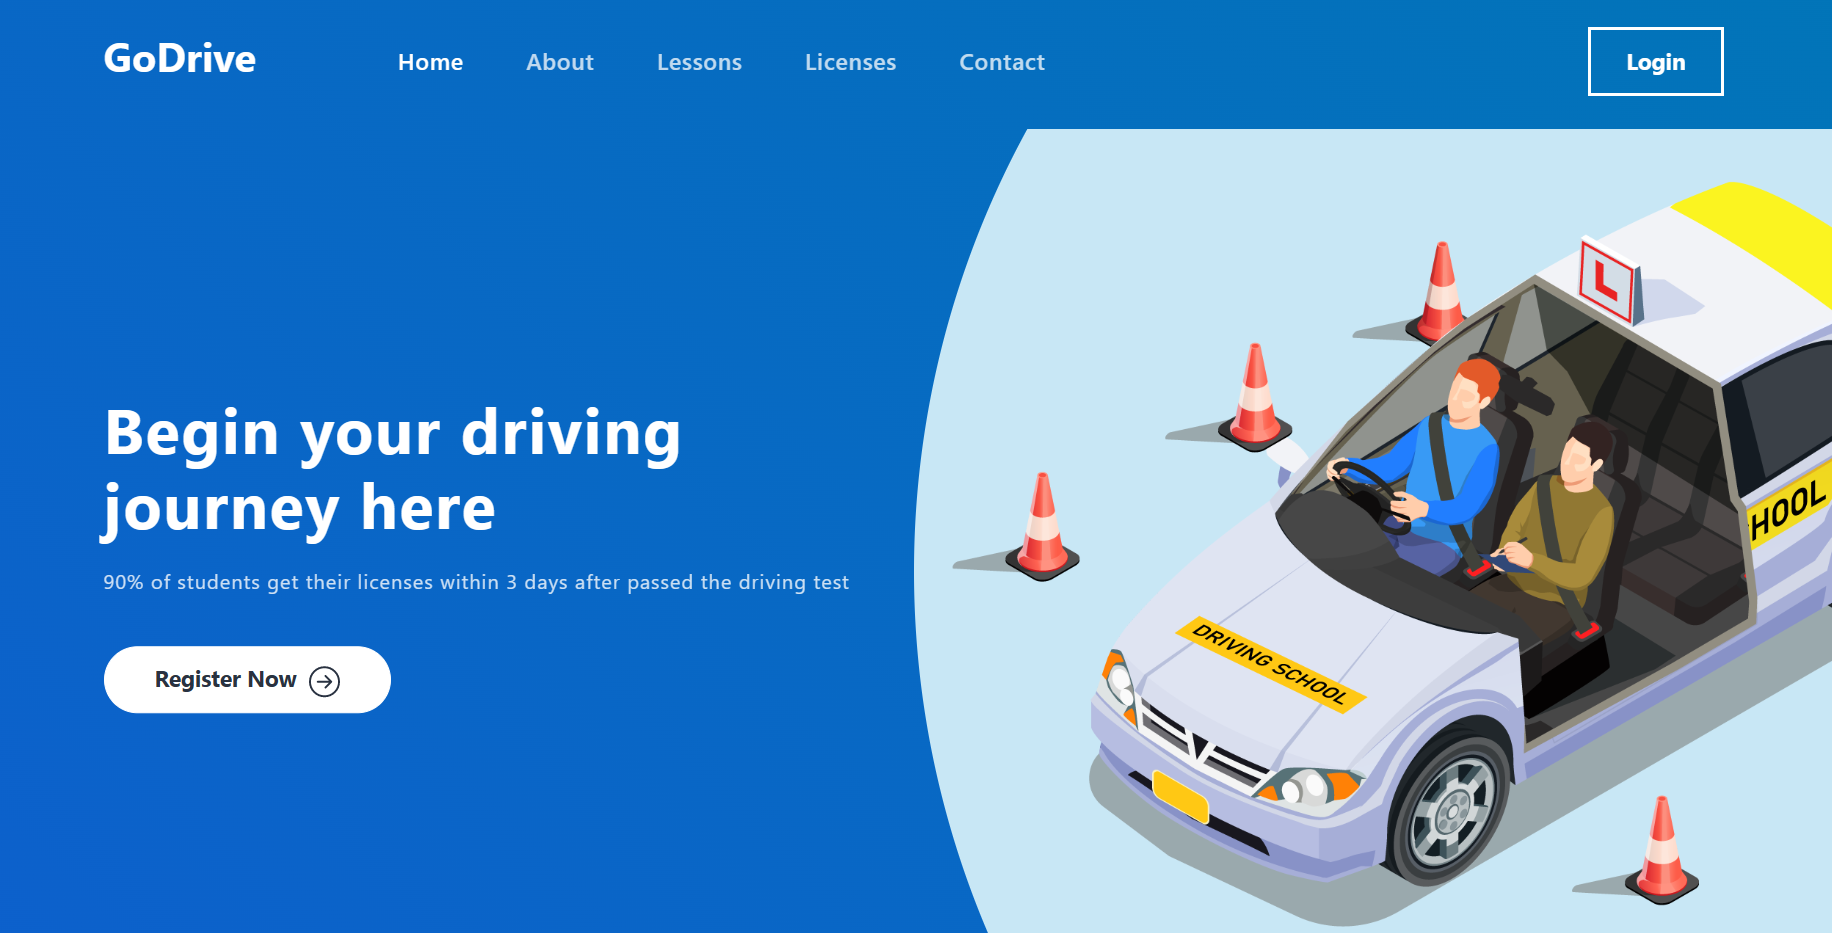 GoDrive
Home
About
Lessons
Licenses
Contact
Login
Begin your driving
journey here
90% of students get their licenses within 3 days after passed the driving test
Register Now
L
HOOL
DRIVING SCHOOL